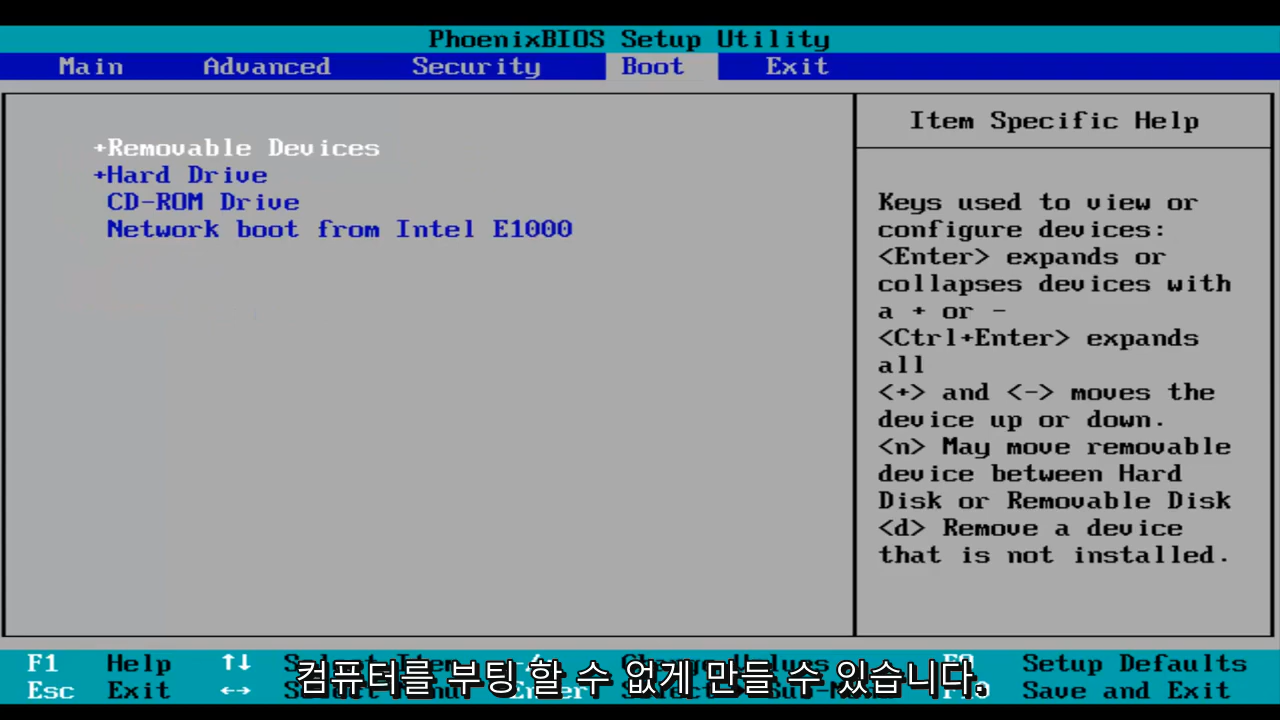 PhoenixBIOS Setup Utility
Main Advanced Security Boot Exit
+Removable Devices
+Hard Drive
CD-ROM Drive
Network boot from Intel E1000
Item Specific Help
Keys used to view or
configure devices:
<Enter> expands or
collapses devices with
a + or -
<Ctrl+Enter> expands
all
<+> and <-> moves the
device up or down.
<n> May move removable
device between Hard
Disk or Removable Disk
<d> Remove a device
that is not installed.
F1 Help ↑↓ Setup Defaults
Esc Exit ↔ Save and Exit
컴퓨터를 부팅 할 수 없게 만들 수 있습니다.